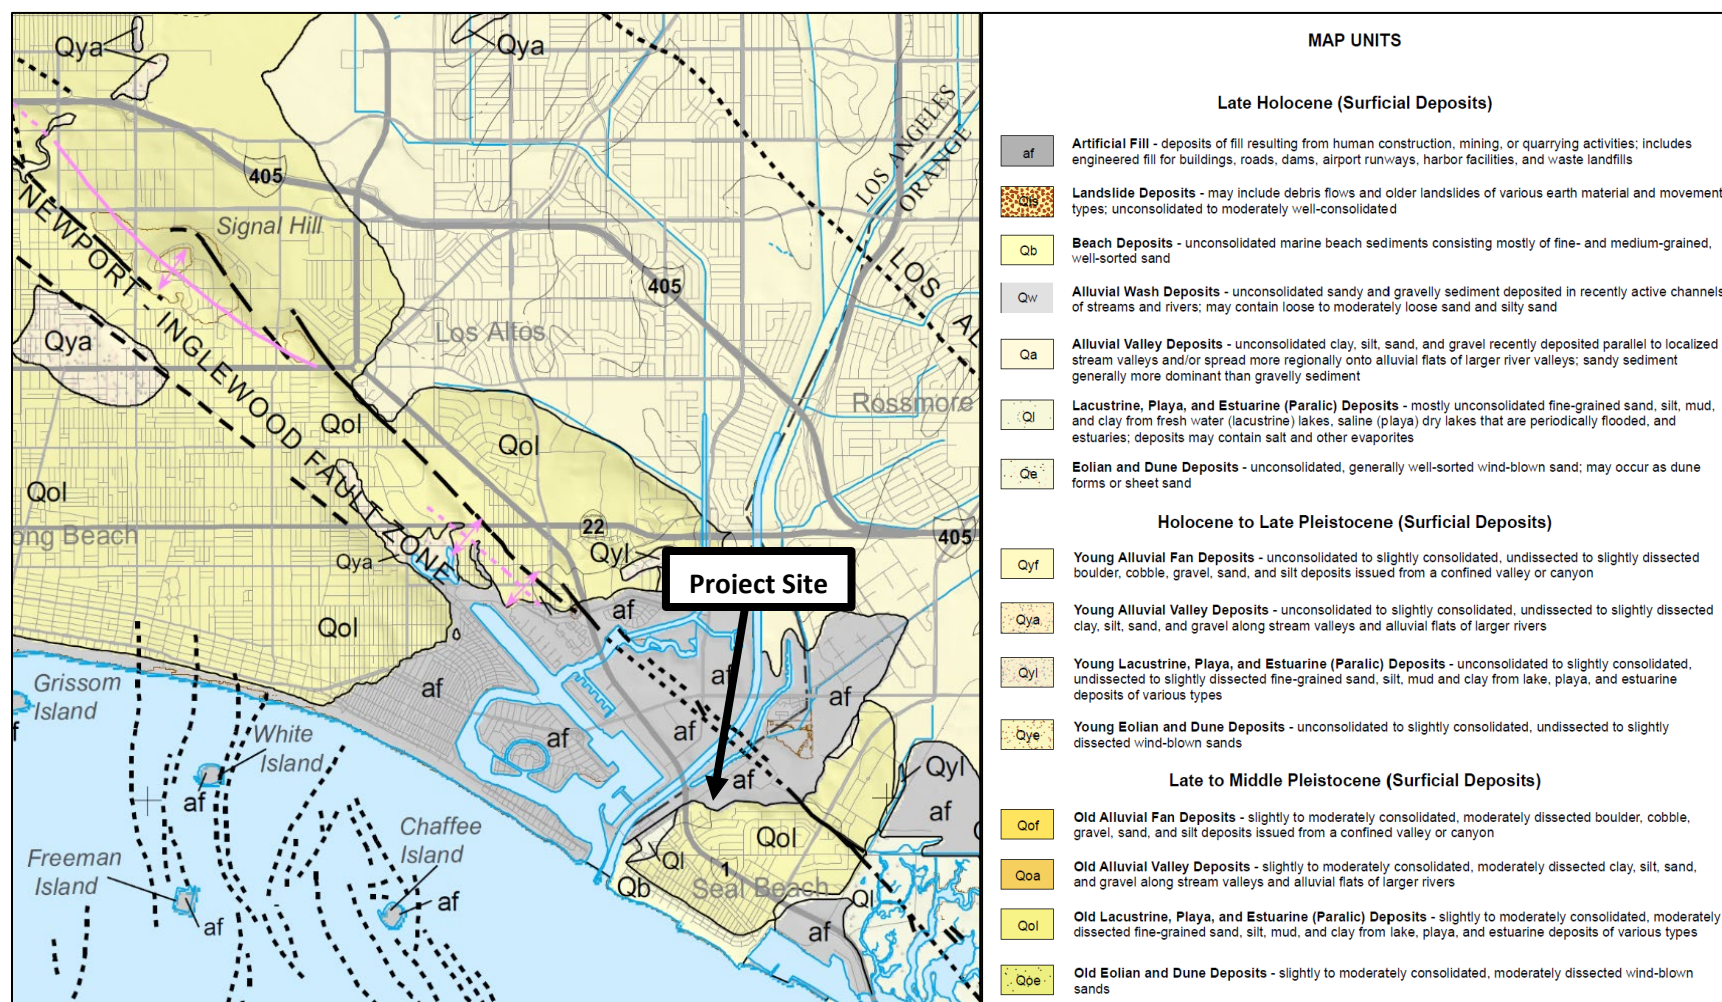 Qya
Qya
LOS ANGELES
ORANGE
405
Signal Hill
NEWPORT - INGLEWOOD FAULT ZONE
LOS
AL
405
Los Altos
Qya
Rossmore
Qol
Qol
Qol
ong Beach
22
405
Qyl
Qya
Project Site
af
Qol
Grissom
Island
af
af
af
White
Island
af
af
f
af
Qyl
af
af
Chaffee
Island
Qol
Freeman
Island
Ql
1
Qb
Seal Beach
Ql
af
af
af
MAP UNITS
Late Holocene (Surficial Deposits)
af
Artificial Fill - deposits of fill resulting from human construction, mining, or quarrying activities; includes
engineered fill for buildings, roads, dams, airport runways, harbor facilities, and waste landfills
Qls
Landslide Deposits - may include debris flows and older landslides of various earth material and movement
types; unconsolidated to moderately well-consolidated
Qb
Beach Deposits - unconsolidated marine beach sediments consisting mostly of fine- and medium-grained,
well-sorted sand
Qw
Alluvial Wash Deposits - unconsolidated sandy and gravelly sediment deposited in recently active channels
of streams and rivers; may contain loose to moderately loose sand and silty sand
Qa
Alluvial Valley Deposits - unconsolidated clay, silt, sand, and gravel recently deposited parallel to localized
stream valleys and/or spread more regionally onto alluvial flats of larger river valleys; sandy sediment
generally more dominant than gravelly sediment
Ql
Lacustrine, Playa, and Estuarine (Paralic) Deposits - mostly unconsolidated fine-grained sand, silt, mud,
and clay from fresh water (lacustrine) lakes, saline (playa) dry lakes that are periodically flooded, and
estuaries; deposits may contain salt and other evaporites
Qe
Eolian and Dune Deposits - unconsolidated, generally well-sorted wind-blown sand; may occur as dune
forms or sheet sand
Holocene to Late Pleistocene (Surficial Deposits)
Qyf
Young Alluvial Fan Deposits - unconsolidated to slightly consolidated, undissected to slightly dissected
boulder, cobble, gravel, sand, and silt deposits issued from a confined valley or canyon
Qya
Young Alluvial Valley Deposits - unconsolidated to slightly consolidated, undissected to slightly dissected
clay, silt, sand, and gravel along stream valleys and alluvial flats of larger rivers
Qyl
Young Lacustrine, Playa, and Estuarine (Paralic) Deposits - unconsolidated to slightly consolidated,
undissected to slightly dissected fine-grained sand, silt, mud and clay from lake, playa, and estuarine
deposits of various types
Qye
Young Eolian and Dune Deposits - unconsolidated to slightly consolidated, undissected to slightly
dissected wind-blown sands
Late to Middle Pleistocene (Surficial Deposits)
Qof
Old Alluvial Fan Deposits - slightly to moderately consolidated, moderately dissected boulder, cobble,
gravel, sand, and silt deposits issued from a confined valley or canyon
Qoa
Old Alluvial Valley Deposits - slightly to moderately consolidated, moderately dissected clay, silt, sand,
and gravel along stream valleys and alluvial flats of larger rivers
Qol
Old Lacustrine, Playa, and Estuarine (Paralic) Deposits - slightly to moderately consolidated, moderately
dissected fine-grained sand, silt, mud, and clay from lake, playa, and estuarine deposits of various types
Qoe
Old Eolian and Dune Deposits - slightly to moderately consolidated, moderately dissected wind-blown
sands